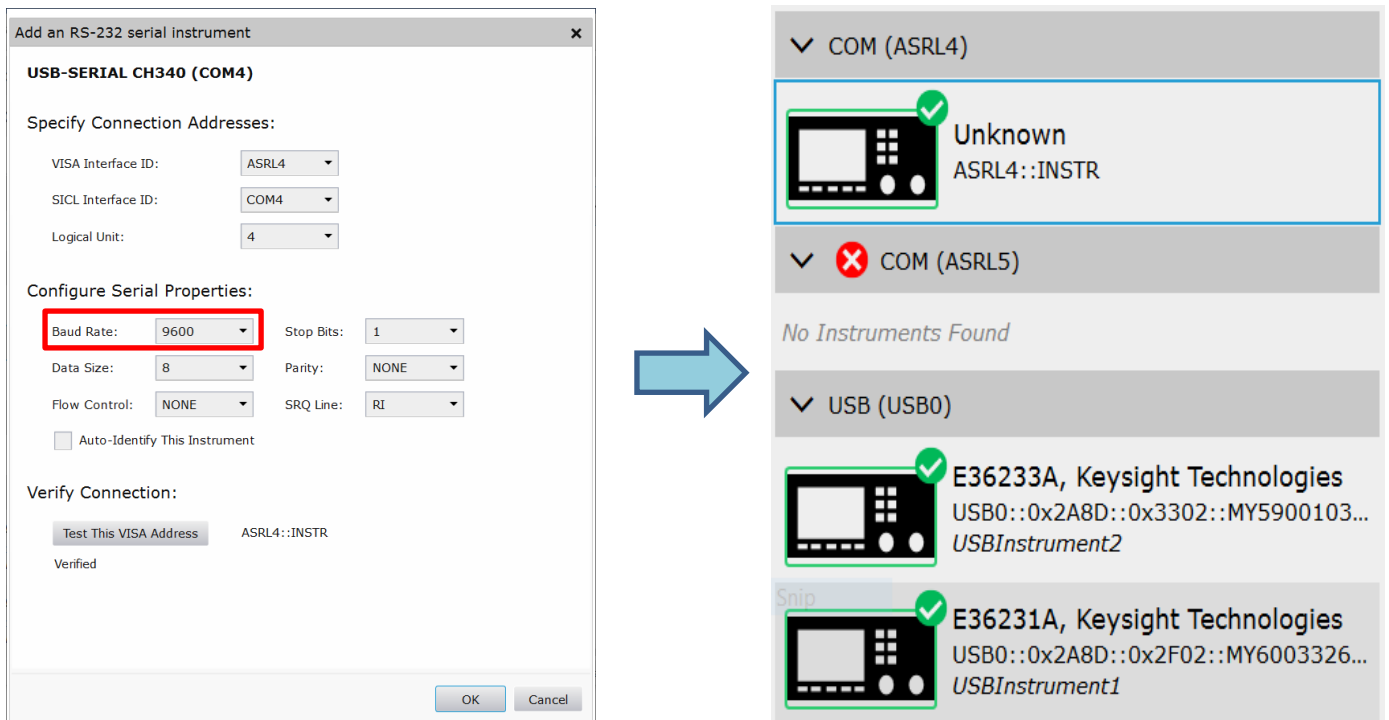 Add an RS-232 serial instrument
USB-SERIAL CH340 (COM4)
Specify Connection Addresses:
VISA Interface ID: ASRL4
SICL Interface ID: COM4
Logical Unit: 4
Configure Serial Properties:
Baud Rate: 9600 Stop Bits: 1
Data Size: 8 Parity: NONE
Flow Control: NONE SRQ Line: RI
Auto-Identify This Instrument
Verify Connection:
Test This VISA Address ASRL4::INSTR
Verified
OK Cancel
COM (ASRL4)
Unknown
ASRL4::INSTR
COM (ASRL5)
No Instruments Found
USB (USB0)
E36233A, Keysight Technologies
USB0::0x2A8D::0x3302::MY5900103...
USBInstrument2
Snip
E36231A, Keysight Technologies
USB0::0x2A8D::0x2F02::MY6003326...
USBInstrument1